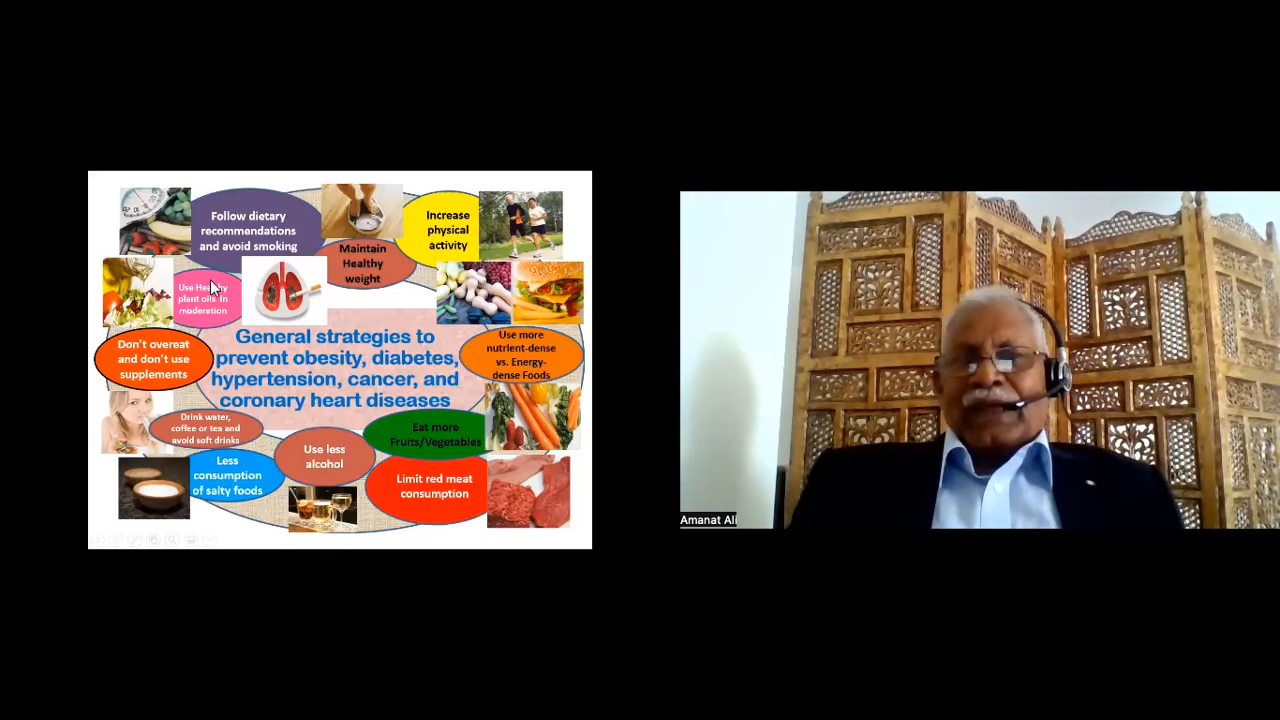 Follow dietary
recommendations
and avoid smoking
Maintain
Healthy
weight
Increase
physical
activity
Use Healthy
plant oils in
moderation
Don't overeat
and don't use
supplements
General strategies to
prevent obesity, diabetes,
hypertension, cancer, and
coronary heart diseases
Use more
nutrient-dense
vs. Energy-
dense Foods
Drink water,
coffee or tea and
avoid soft drinks
Eat more
Fruits/Vegetables
Less
consumption
of salty foods
Use less
alcohol
Limit red meat
consumption
Amanat Ali